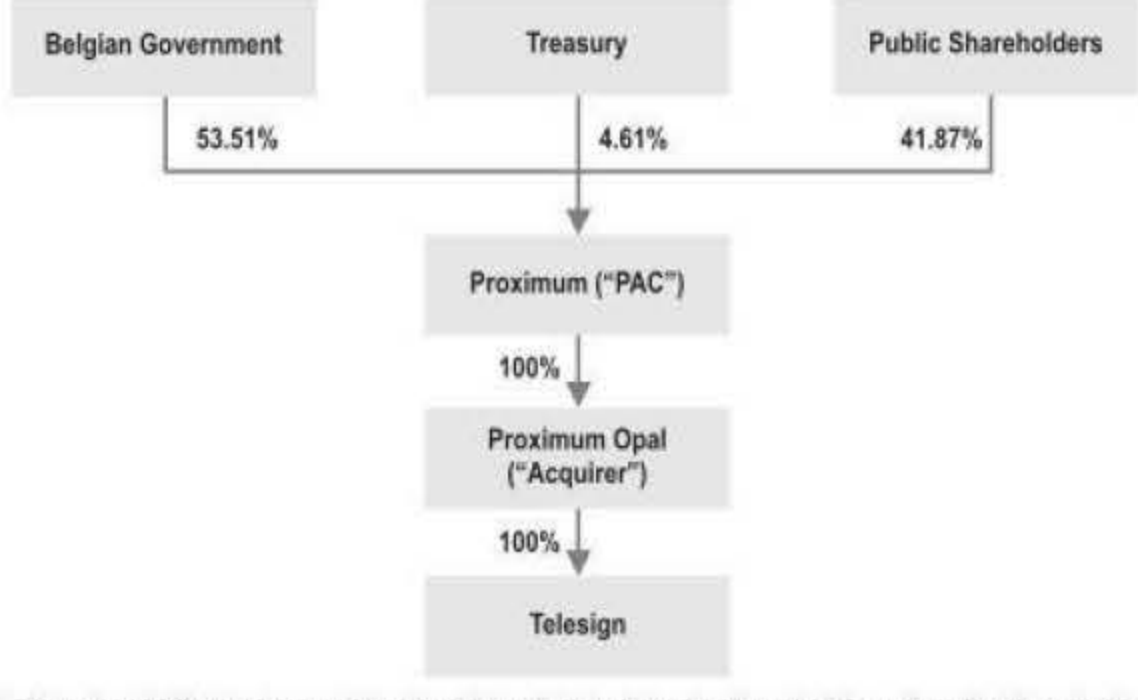 Belgian Government
Treasury
Public Shareholders
53.51%
4.61%
41.87%
Proximum (“PAC”)
100%
Proximum Opal
(“Acquirer”)
100%
Telesign